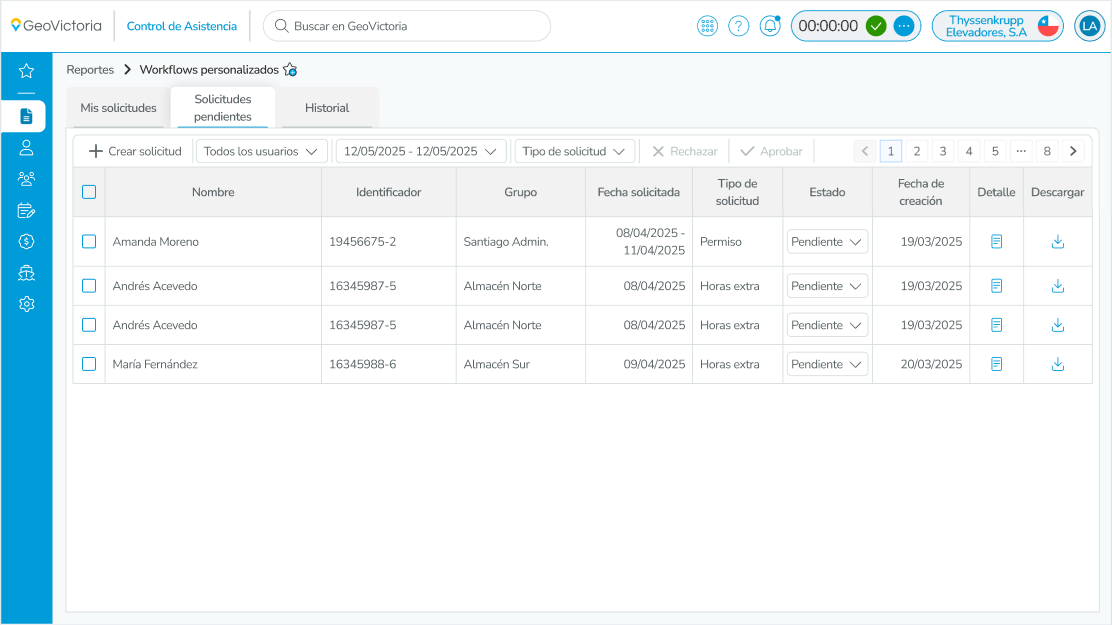 GeoVictoria
Control de Asistencia
Buscar en GeoVictoria
?
00:00:00
Thyssenkrupp
Elevadores, S.A
LA
Reportes > Workflows personalizados
Mis solicitudes
Solicitudes
pendientes
Historial
Crear solicitud
Todos los usuarios
12/05/2025 - 12/05/2025
Tipo de solicitud
Rechazar
Aprobar
< 1 2 3 4 5 ... 8 >
Nombre
Identificador
Grupo
Fecha solicitada
Tipo de
solicitud
Estado
Fecha de
creación
Detalle
Descargar
Amanda Moreno
19456675-2
Santiago Admin.
08/04/2025 -
11/04/2025
Permiso
Pendiente
19/03/2025
Andrés Acevedo
16345987-5
Almacén Norte
08/04/2025
Horas extra
Pendiente
19/03/2025
Andrés Acevedo
16345987-5
Almacén Norte
08/04/2025
Horas extra
Pendiente
19/03/2025
María Fernández
16345988-6
Almacén Sur
09/04/2025
Horas extra
Pendiente
20/03/2025